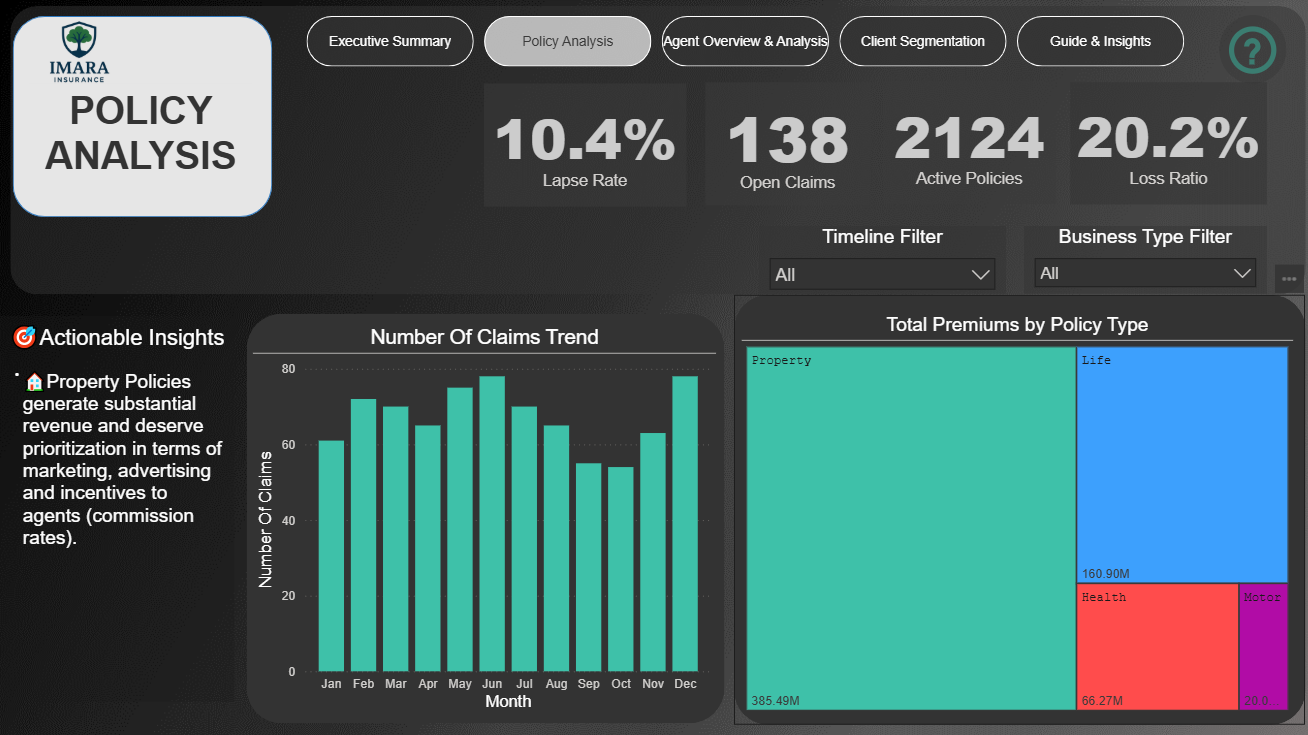 IMARA
INSURANCE
POLICY
ANALYSIS
Executive Summary
Policy Analysis
Agent Overview & Analysis
Client Segmentation
Guide & Insights
?
10.4%
Lapse Rate
138
Open Claims
2124
Active Policies
20.2%
Loss Ratio
Timeline Filter
All
Business Type Filter
All
Actionable Insights
Property Policies
generate substantial
revenue and deserve
prioritization in terms of
marketing, advertising
and incentives to
agents (commission
rates).
Number Of Claims Trend
Number Of Claims
80
60
40
20
0
Jan Feb Mar Apr May Jun Jul Aug Sep Oct Nov Dec
Month
Total Premiums by Policy Type
Property
385.49M
Life
160.90M
Health
66.27M
Motor
20.0...